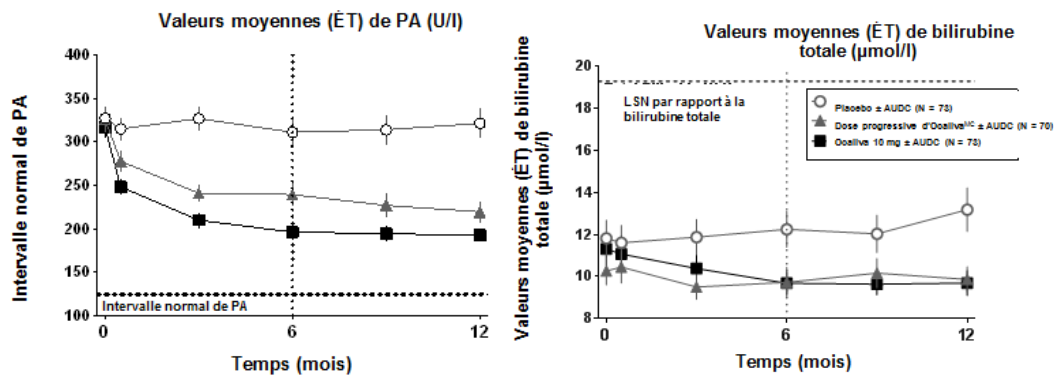 Valeurs moyennes (ÉT) de PA (U/l)
Intervalle normal de PA
400
350
300
250
200
150
100
Intervalle normal de PA
0
6
12
Temps (mois)
Valeurs moyennes (ÉT) de bilirubine
totale (µmol/l)
Valeurs moyennes (ÉT) de bilirubine
totale (µmol/l)
20
18
16
14
12
10
8
LSN par rapport à la
bilirubine totale
Placebo ± AUDC (N = 73)
Dose progressive d'Ocaliva MC ± AUDC (N = 70)
Ocaliva 10 mg ± AUDC (N = 73)
0
6
12
Temps (mois)